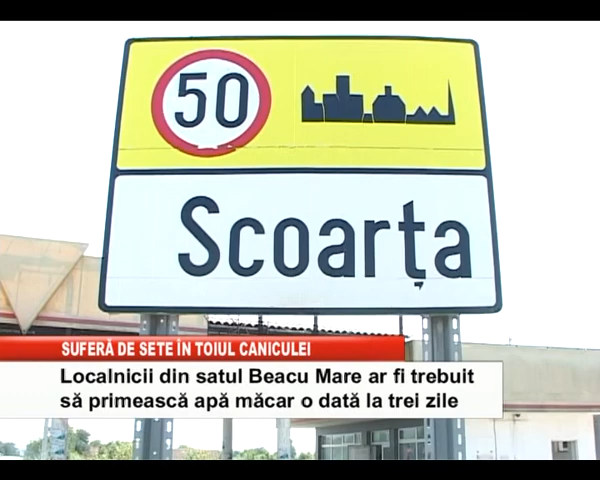 50
Scoarța
SUFERĂ DE SETE ÎN TOIUL CANICULEI
Localnicii din satul Beacu Mare ar fi trebuit
să primească apă măcar o dată la trei zile